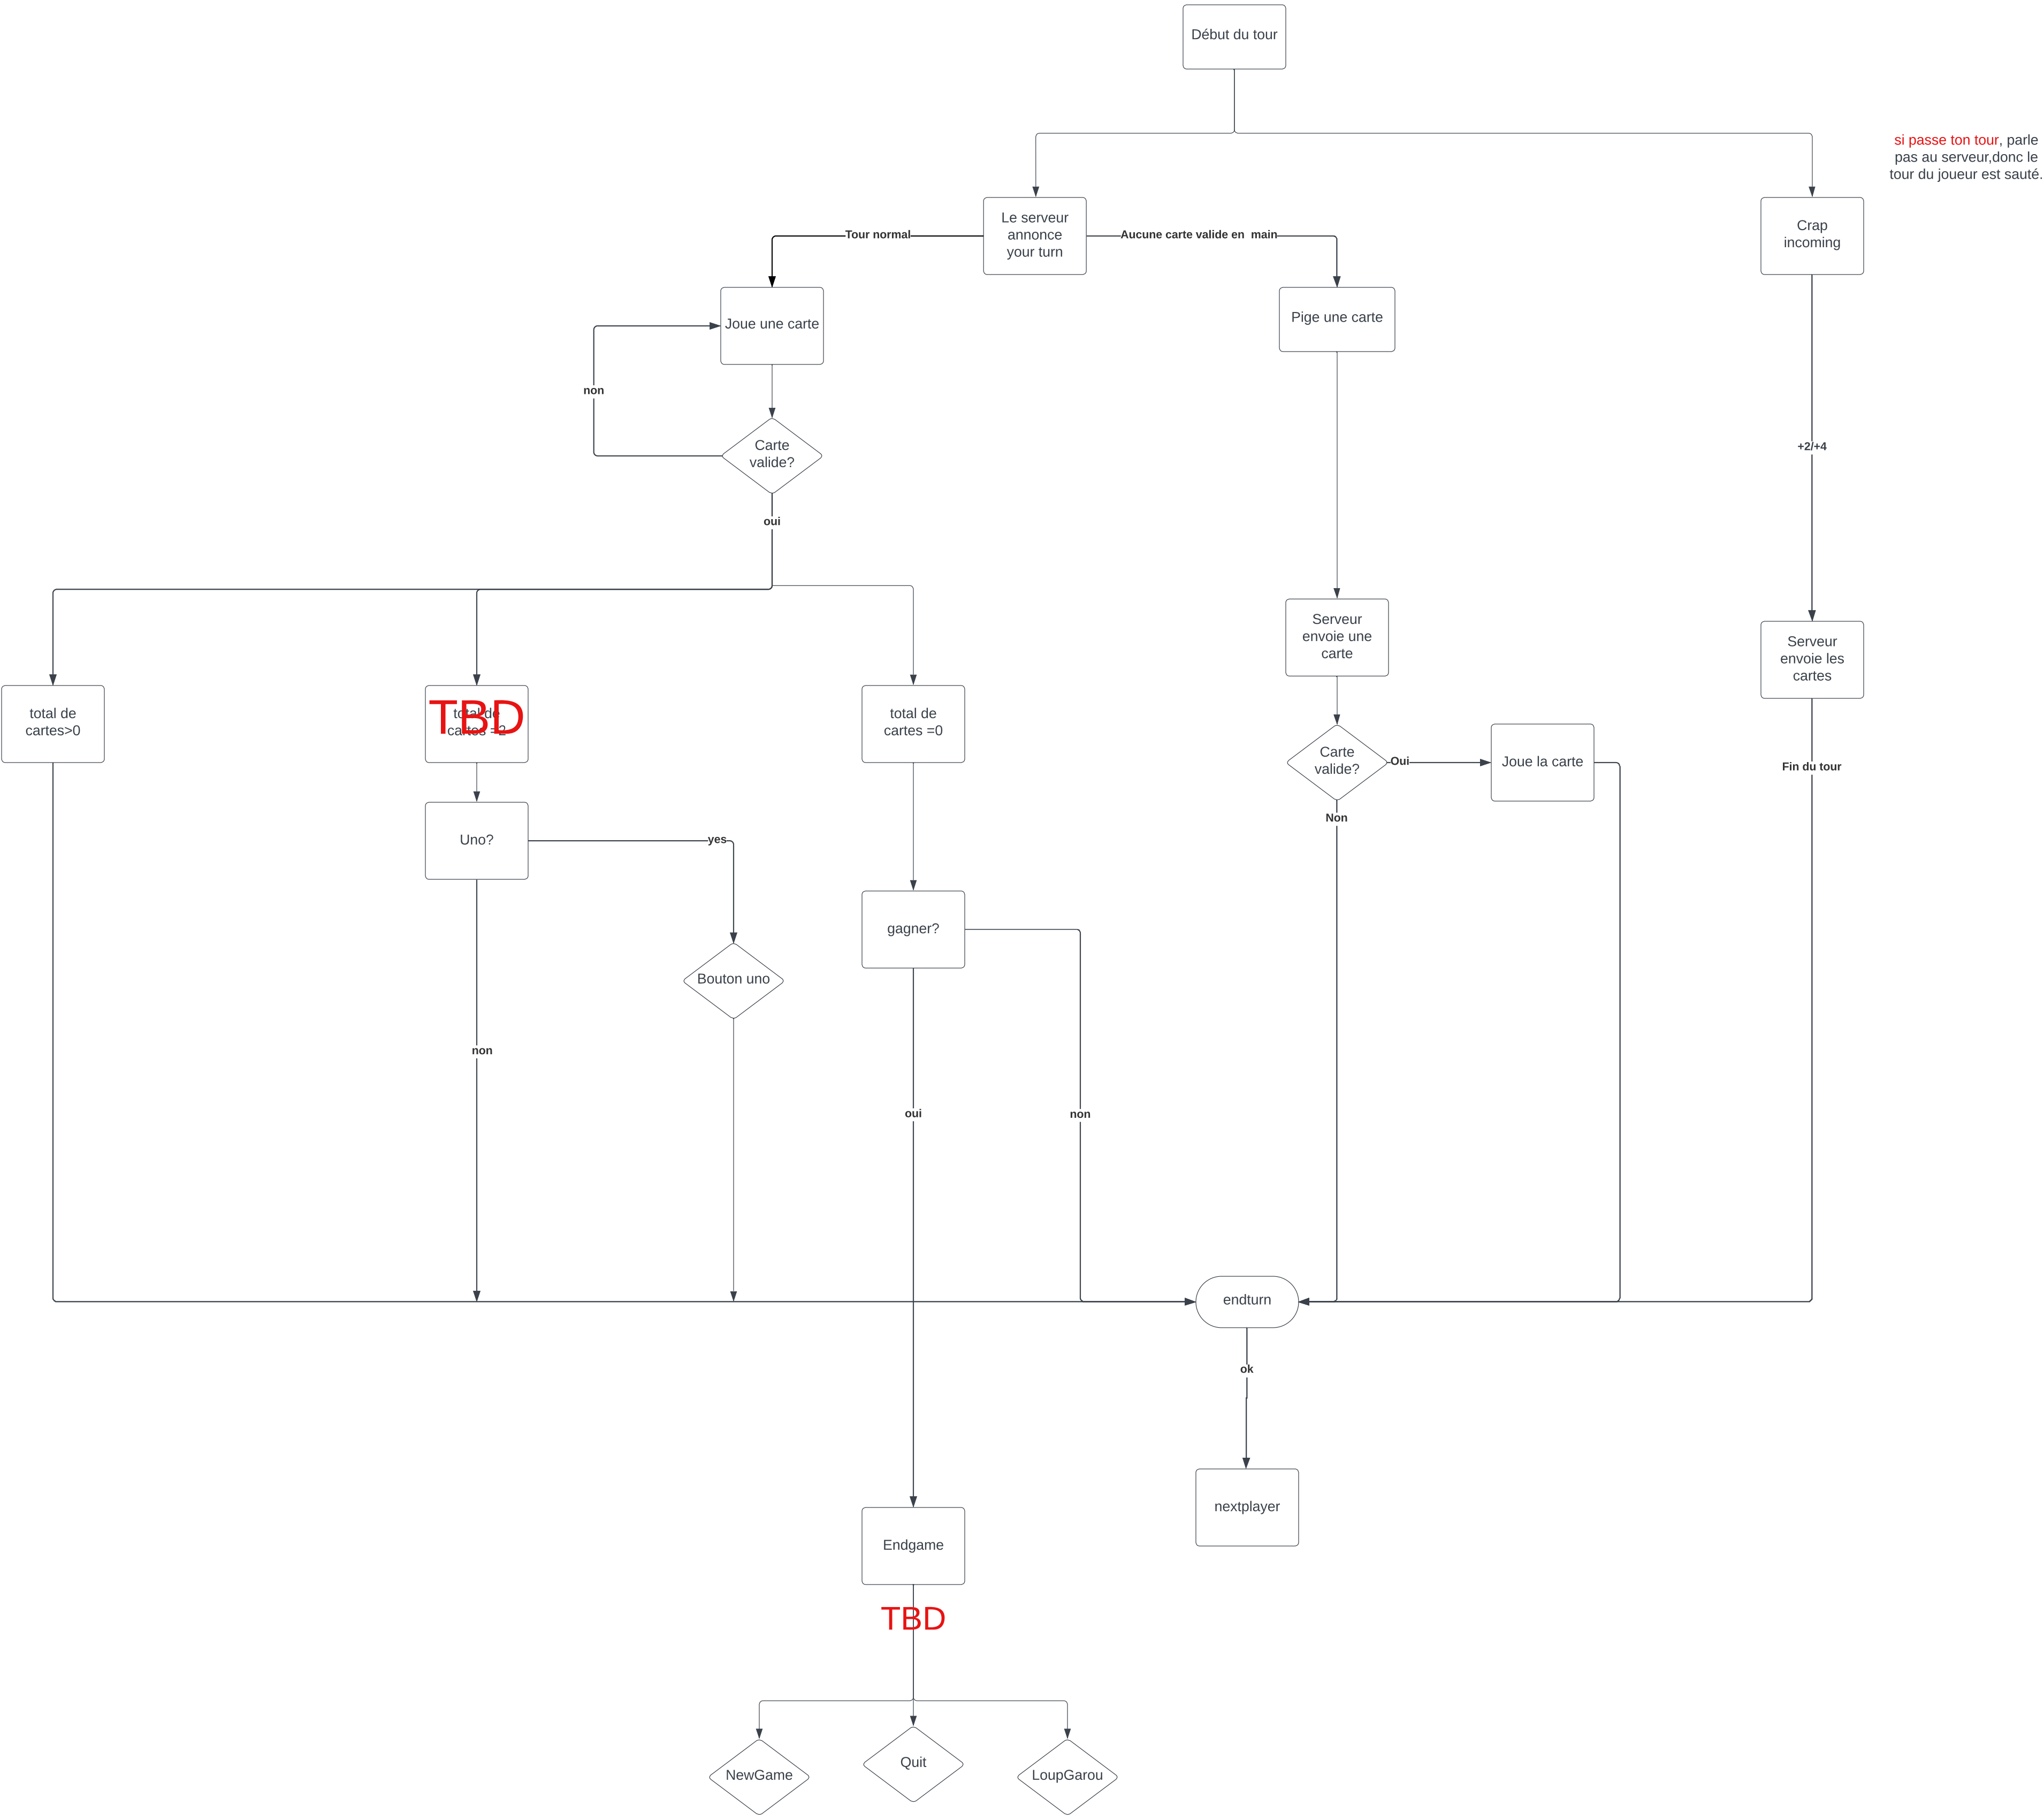 Début du tour
si passe ton tour, parle
pas au serveur,donc le
tour du joueur est sauté.
Le serveur
annonce
your turn
Tour normal
Aucune carte valide en  main
Crap
incoming
Joue une carte
Pige une carte
non
Carte
valide?
+2/+4
oui
Serveur
envoie une
carte
Serveur
envoie les
cartes
total de
cartes>0
TBD
total de
cartes =2
total de
cartes =0
Carte
valide?
Oui
Joue la carte
Fin du tour
Non
Uno?
yes
gagner?
Bouton uno
non
oui
non
endturn
ok
nextplayer
Endgame
TBD
NewGame
Quit
LoupGarou